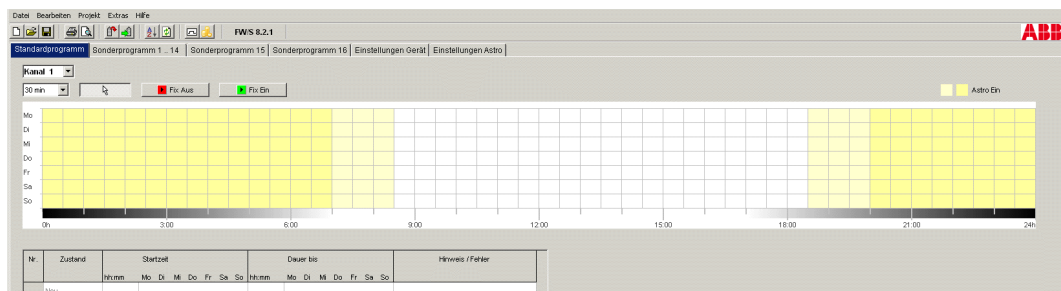 Datei Bearbeiten Projekt Extras Hilfe
FW/S 8.2.1
ABB
Standardprogramm Sonderprogramm 1 .. 14 Sonderprogramm 15 Sonderprogramm 16 Einstellungen Gerät Einstellungen Astro
Kanal 1
30 min Fix Aus Fix Ein Astro Ein
Mo
Di
Mi
Do
Fr
Sa
So
0h 3:00 6:00 9:00 12:00 15:00 18:00 21:00 24h
Nr. Zustand Startzeit Dauer bis Hinweis / Fehler
hh:mm Mo Di Mi Do Fr Sa So hh:mm Mo Di Mi Do Fr Sa So
Neu